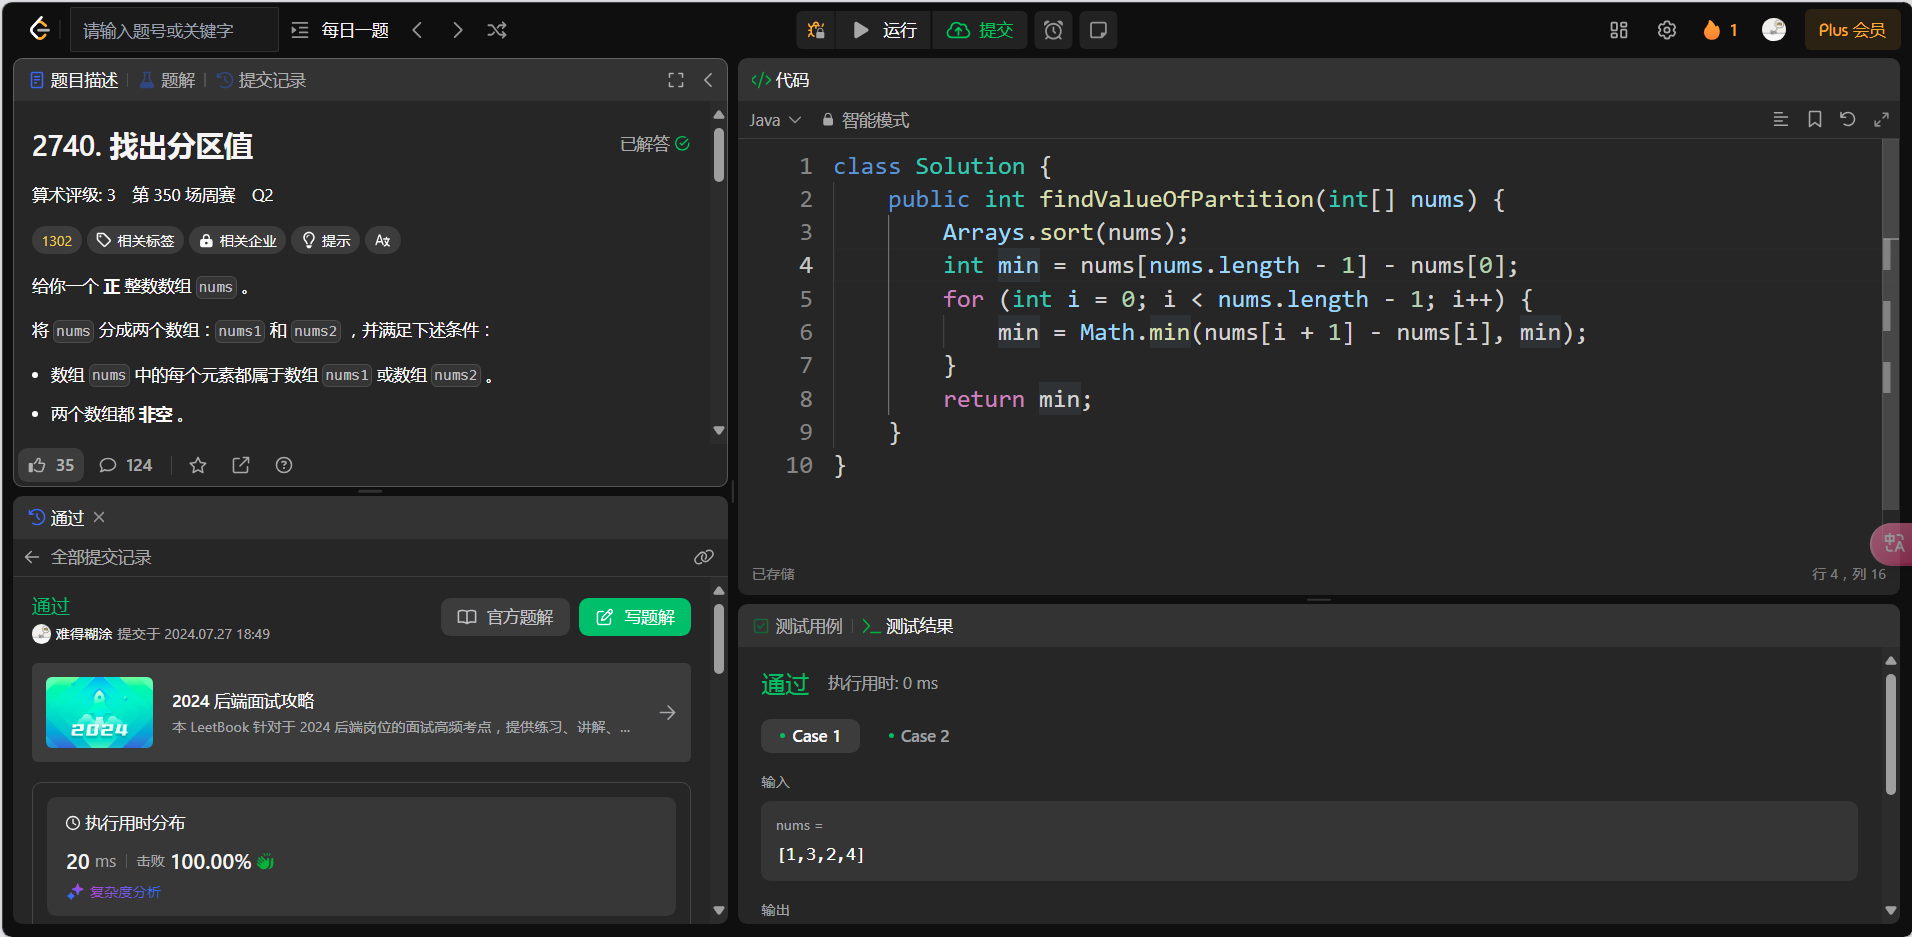 请输入题号或关键字
每日一题
运行
提交
1
Plus 会员
题目描述
题解
提交记录
2740. 找出分区值
已解答
算术评级: 3 第 350 场周赛 Q2
1302
相关标签
相关企业
提示
给你一个 正 整数数组 nums 。
将 nums 分成两个数组：nums1 和 nums2 ，并满足下述条件：
• 数组 nums 中的每个元素都属于数组 nums1 或数组 nums2 。
• 两个数组都 非空 。
35
124
通过
全部提交记录
通过
官方题解
写题解
难得糊涂 提交于 2024.07.27 18:49
2024
2024 后端面试攻略
本 LeetBook 针对于 2024 后端岗位的面试高频考点，提供练习、讲解、...
执行用时分布
20 ms
击败 100.00%
复杂度分析
</> 代码
Java
智能模式
1 class Solution {
2 public int findValueOfPartition(int[] nums) {
3 Arrays.sort(nums);
4 int min = nums[nums.length - 1] - nums[0];
5 for (int i = 0; i < nums.length - 1; i++) {
6 min = Math.min(nums[i + 1] - nums[i], min);
7 }
8 return min;
9 }
10 }
已存储
行 4，列 16
中A
测试用例
测试结果
通过
执行用时: 0 ms
• Case 1
• Case 2
输入
nums =
[1,3,2,4]
输出